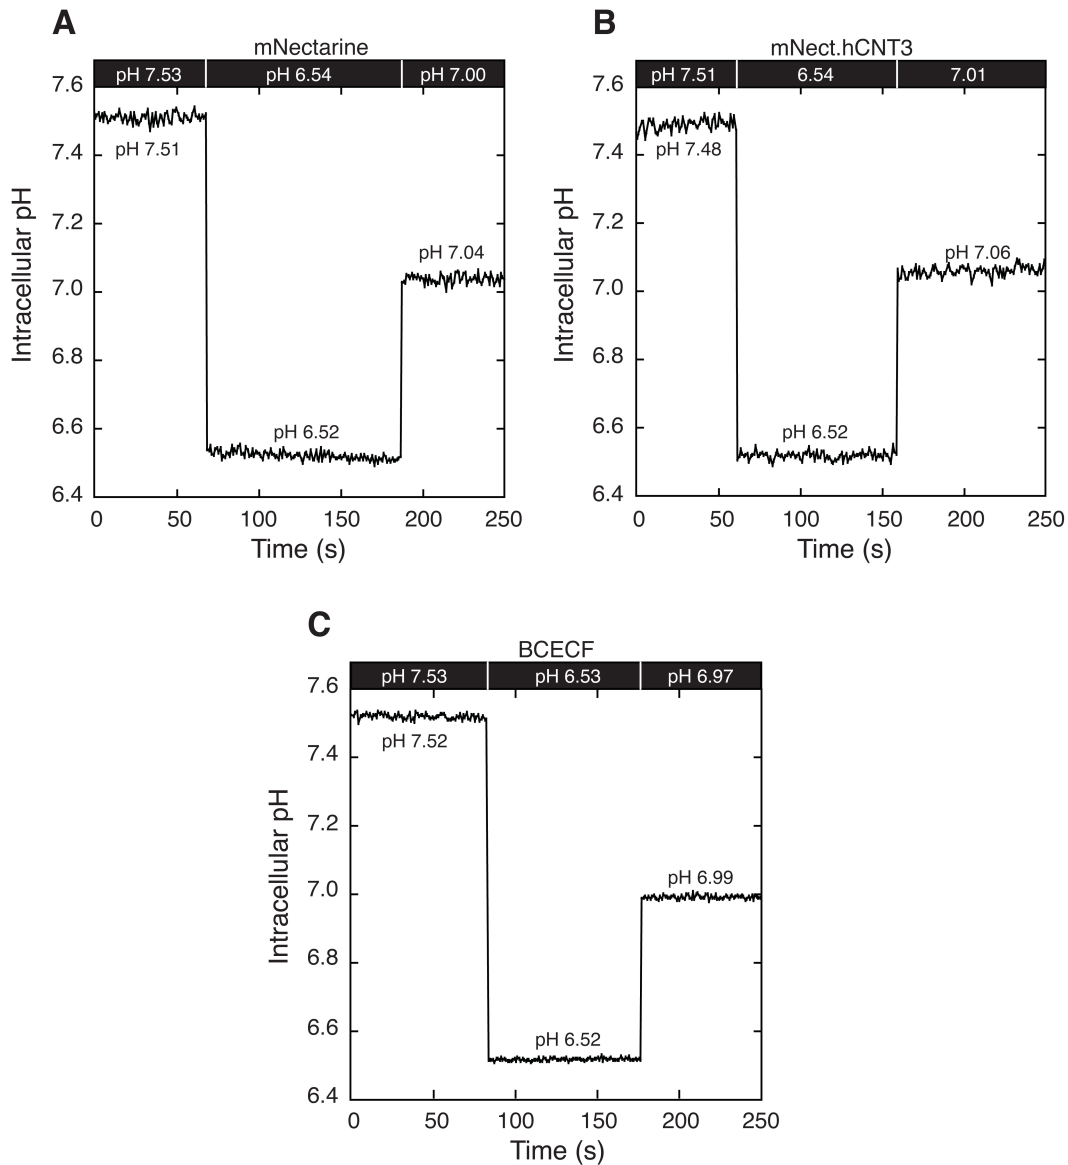 A
mNectarine
pH 7.53 pH 6.54 pH 7.00
7.6
7.4
7.2
7.0
6.8
6.6
6.4
Intracellular pH
pH 7.51
pH 7.04
pH 6.52
0 50 100 150 200 250
Time (s)
B
mNect.hCNT3
pH 7.51 6.54 7.01
7.6
7.4
7.2
7.0
6.8
6.6
6.4
Intracellular pH
pH 7.48
pH 7.06
pH 6.52
0 50 100 150 200 250
Time (s)
C
BCECF
pH 7.53 pH 6.53 pH 6.97
7.6
7.4
7.2
7.0
6.8
6.6
6.4
Intracellular pH
pH 7.52
pH 6.99
pH 6.52
0 50 100 150 200 250
Time (s)